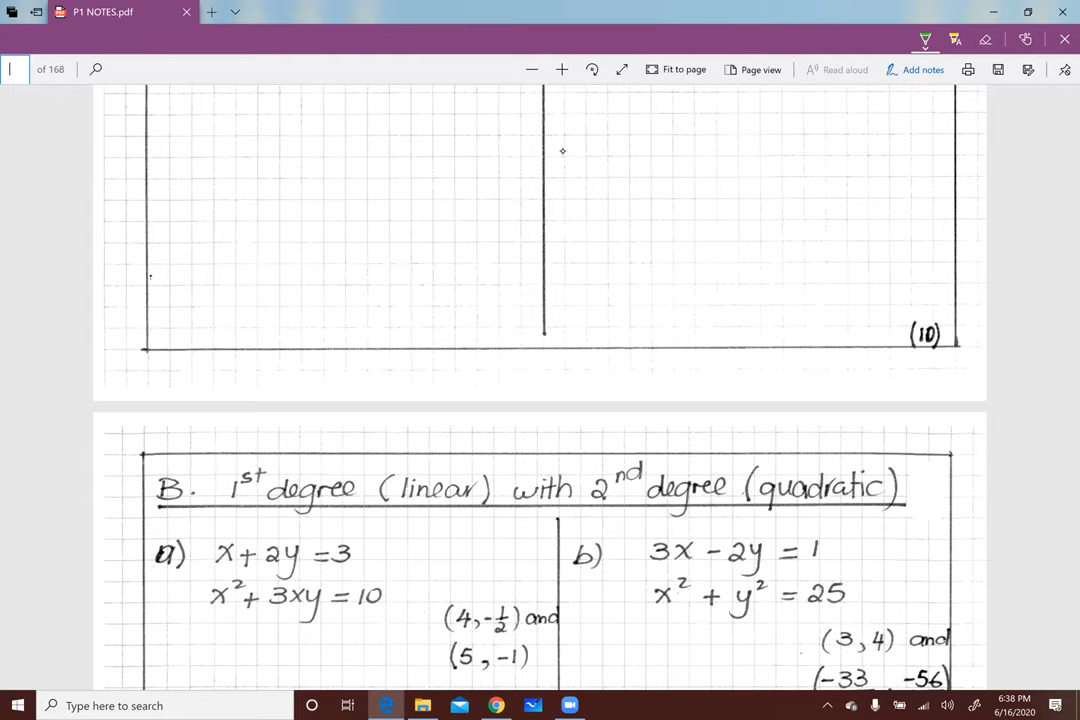 P1 NOTES.pdf
of 168
Fit to page
Page view
Read aloud
Add notes
(10)
B. 1st degree (linear) with 2nd degree (quadratic)
a) x + 2y = 3
x² + 3xy = 10
(4, -1/2) and
(5, -1)
b) 3x - 2y = 1
x² + y² = 25
(3, 4) and
(-33, -56)
Type here to search
6:38 PM
6/16/2020